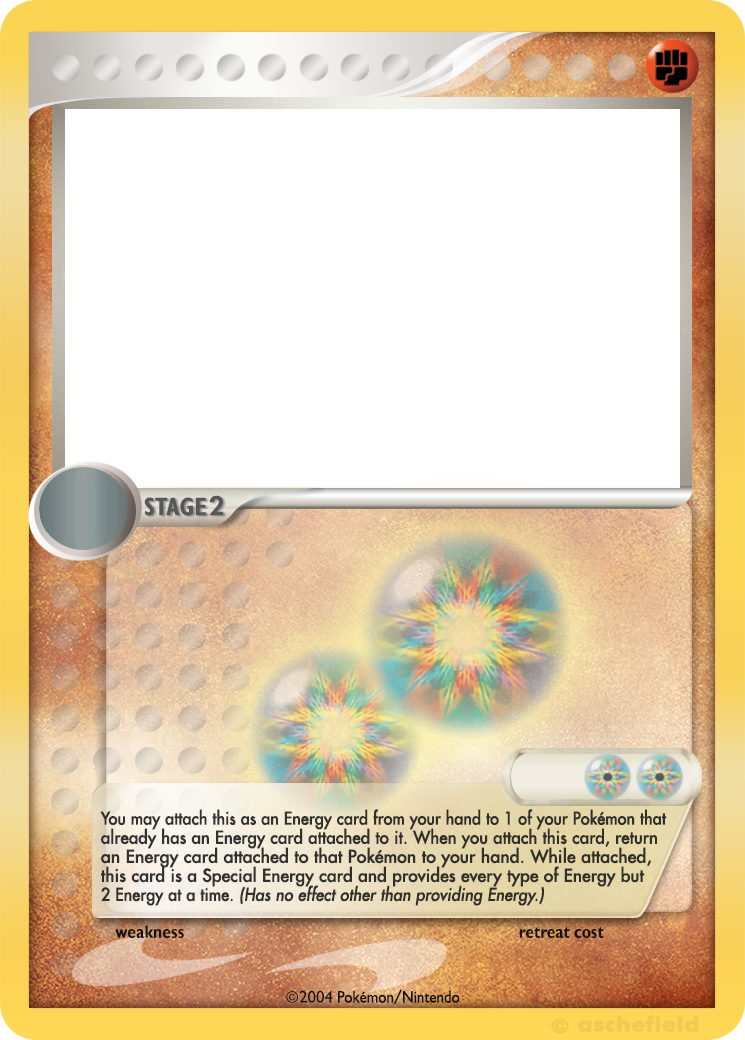 STAGE2
You may attach this as an Energy card from your hand to 1 of your Pokémon that
already has an Energy card attached to it. When you attach this card, return
an Energy card attached to that Pokémon to your hand. While attached,
this card is a Special Energy card and provides every type of Energy but
2 Energy at a time. (Has no effect other than providing Energy.)
weakness retreat cost
©2004 Pokémon/Nintendo
© aschefield